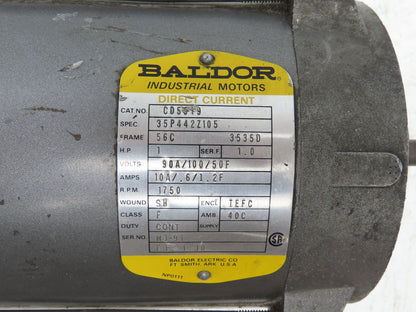 BALDOR
INDUSTRIAL MOTORS
DIRECT CURRENT
CAT NO CD5319
SPEC. 35P442Z105
FRAME 56C 3535D
H.P. 1 SER.F. 1.0
VOLTS 90A/100/50F
AMPS 10A/.6/1.2F
R.P.M. 1750
WOUND SH ENCL TEFC
CLASS F AMB 40C
DUTY CONT SUPPLY
SER.NO.
BALDOR ELECTRIC CO
FT. SMITH, ARK. U.S.A.
SA